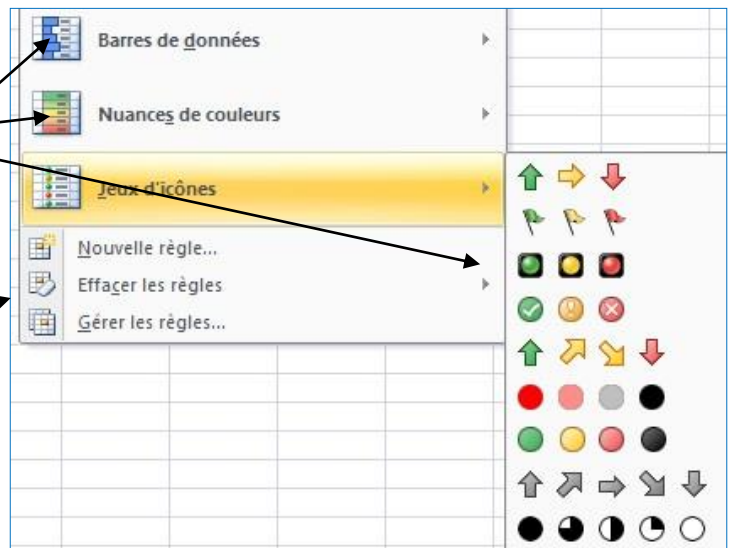 Barres de données
Nuances de couleurs
Jeux d'icônes
Nouvelle règle...
Effacer les règles
Gérer les règles...